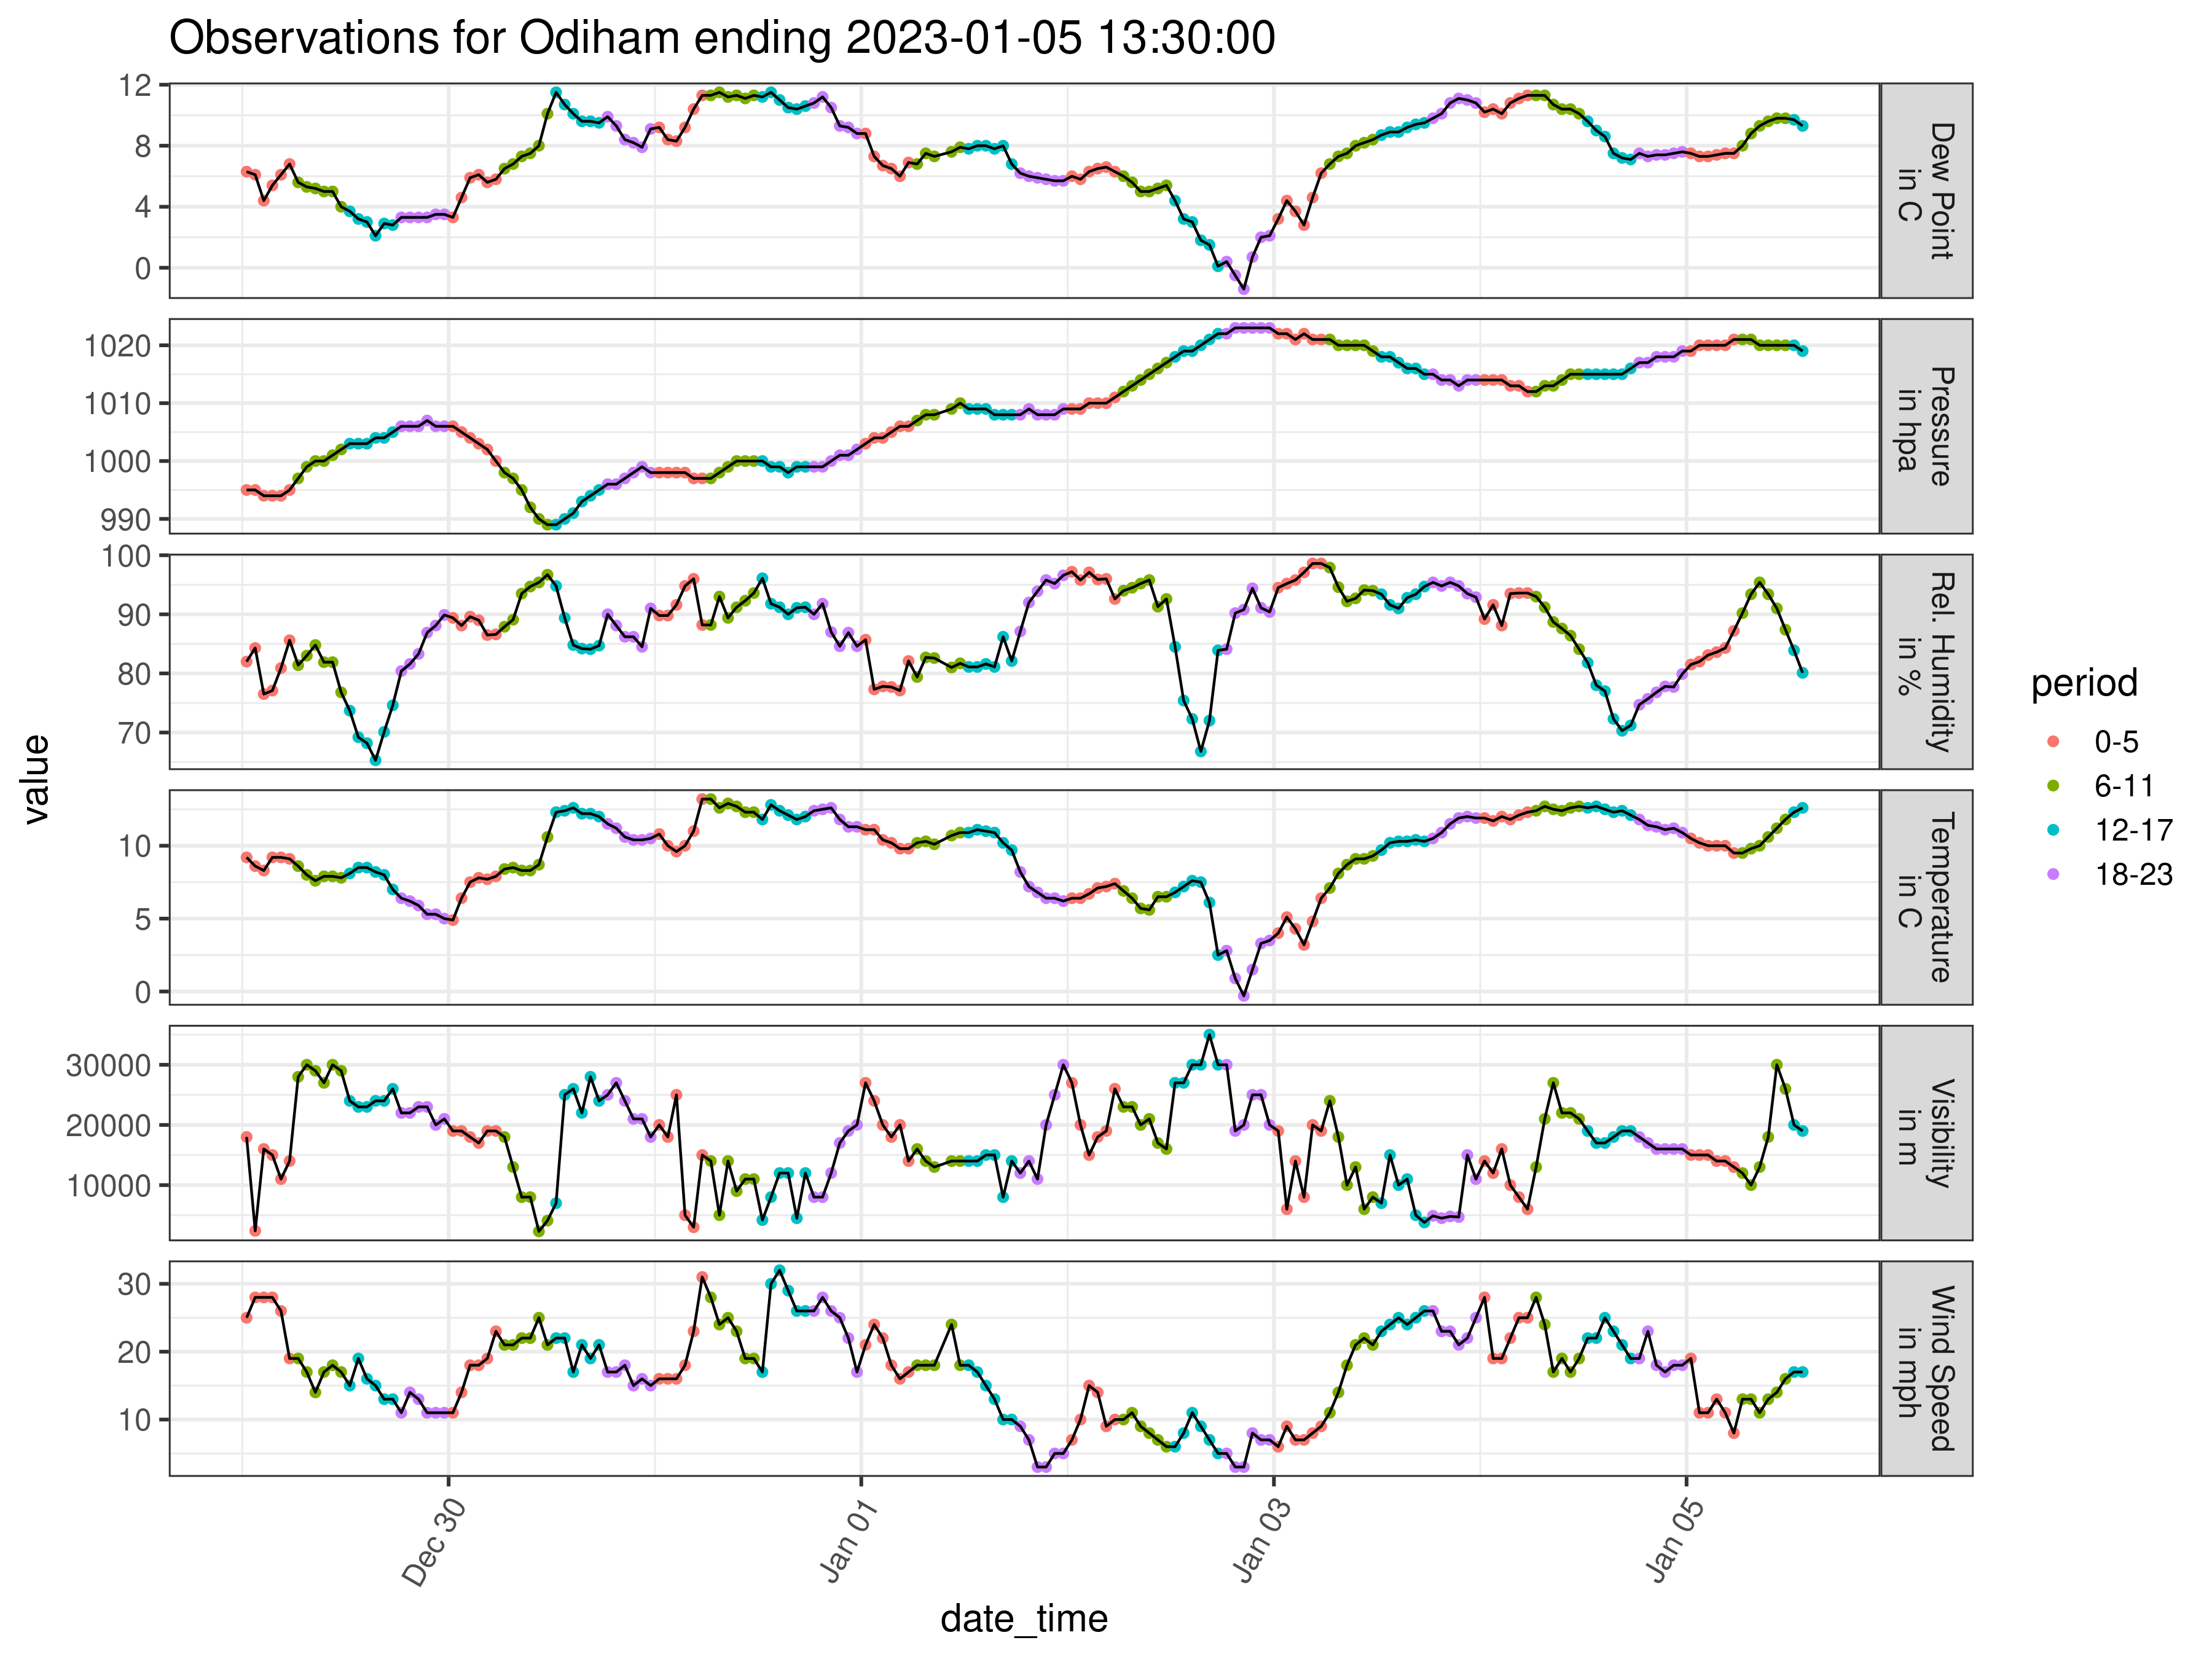 Observations for Odiham ending 2023-01-05 13:30:00
value
12
8
4
0
Dew Point
in C
1020
1010
1000
990
Pressure
in hpa
100
90
80
70
Rel. Humidity
in %
10
5
0
Temperature
in C
30000
20000
10000
Visibility
in m
30
20
10
Wind Speed
in mph
Dec 30
Jan 01
Jan 03
Jan 05
date_time
period
0-5
6-11
12-17
18-23